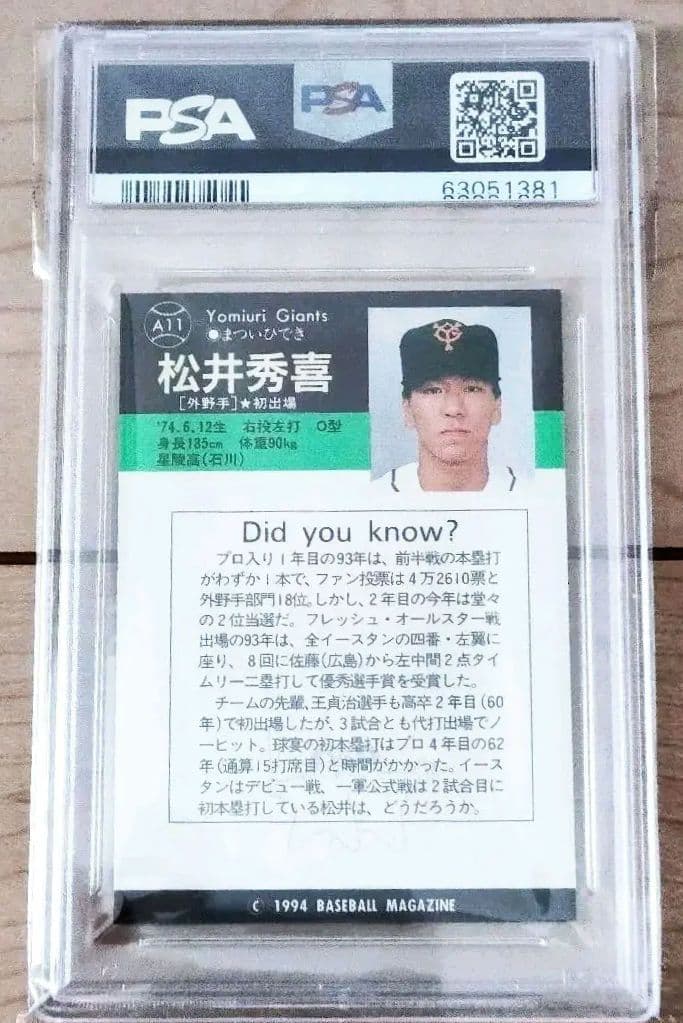 PSA
PSA
63051381
A11
Yomiuri Giants
●まついひでき
松井秀喜
[外野手]★初出場
'74.6.12生 右投左打 O型
身長185cm 体重90kg
星陵高(石川)
YG
Did you know?
プロ入り1年目の93年は、前半戦の本塁打
がわずか1本で、ファン投票は4万2610票と
外野手部門18位。しかし、2年目の今年は堂々
の2位当選だ。フレッシュ・オールスター戦
出場の93年は、全イースタンの四番・左翼に
座り、8回に佐藤(広島)から左中間2点タイ
ムリー二塁打して優秀選手賞を受賞した。
チームの先輩、王貞治選手も高卒2年目(60
年)で初出場したが、3試合とも代打出場でノ
ーヒット。球宴の初本塁打はプロ4年目の62
年(通算15打席目)と時間がかかった。イース
タンはデビュー戦、一軍公式戦は2試合目に
初本塁打している松井は、どうだろうか。
C 1994 BASEBALL MAGAZINE